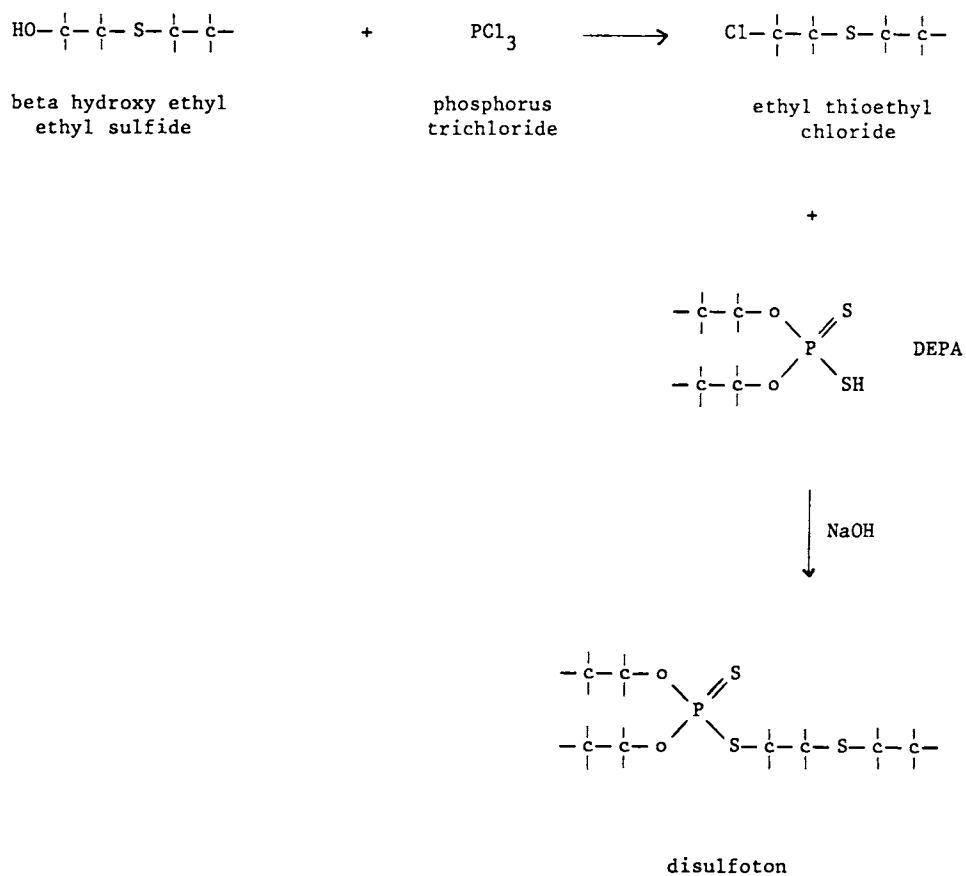 HO-C-C-S-C-C- + PCl3 Cl-C-C-S-C-C-
beta hydroxy ethyl
ethyl sulfide
phosphorus
trichloride
ethyl thioethyl
chloride
+
-C-C-O S
P DEPA
-C-C-O SH
NaOH
-C-C-O S
P
-C-C-O S-C-C-S-C-C-
disulfoton